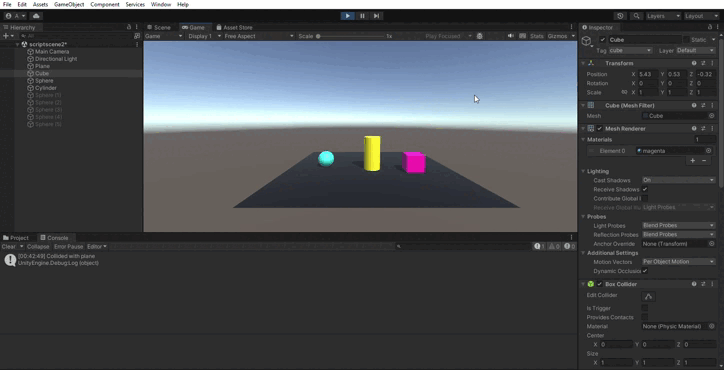 File Edit Assets GameObject Component Services Window Help
A
Layers Layout
Hierarchy
Scene Game Asset Store
Inspector
All
Game Display 1 Free Aspect Scale 1x Play Focused Stats Gizmos
scriptscene2*
Main Camera
Directional Light
Plane
Cube
Sphere
Cylinder
Sphere (1)
Sphere (2)
Sphere (3)
Sphere (4)
Sphere (5)
Cube Static
Tag cube Layer Default
Transform
Position X 5.43 Y 0.53 Z -0.32
Rotation X 0 Y 0 Z 0
Scale X 1 Y 1 Z 1
Cube (Mesh Filter)
Mesh Cube
Mesh Renderer
Materials 1
Element 0 magenta
Lighting
Cast Shadows On
Receive Shadows
Contribute Global I
Receive Global Illu Light Probes
Probes
Light Probes Blend Probes
Reflection Probes Blend Probes
Anchor Override None (Transform)
Additional Settings
Motion Vectors Per Object Motion
Dynamic Occlusio
Box Collider
Edit Collider
Is Trigger
Provides Contacts
Material None (Physic Material)
Center
X 0 Y 0 Z 0
Size
X 1 Y 1 Z 1
Project Console
Clear Collapse Error Pause Editor 1 0 0
[00:42:49] Collided with plane
UnityEngine.Debug:Log (object)